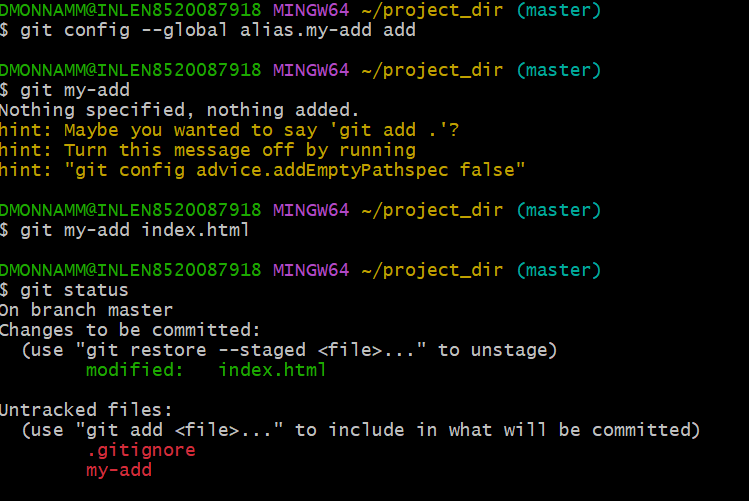 DMONNAMM@INLEN8520087918 MINGW64 ~/project_dir (master)
$ git config --global alias.my-add add
DMONNAMM@INLEN8520087918 MINGW64 ~/project_dir (master)
$ git my-add
Nothing specified, nothing added.
hint: Maybe you wanted to say 'git add .'?
hint: Turn this message off by running
hint: "git config advice.addEmptyPathspec false"
DMONNAMM@INLEN8520087918 MINGW64 ~/project_dir (master)
$ git my-add index.html
DMONNAMM@INLEN8520087918 MINGW64 ~/project_dir (master)
$ git status
On branch master
Changes to be committed:
  (use "git restore --staged <file>..." to unstage)
        modified:   index.html
Untracked files:
  (use "git add <file>..." to include in what will be committed)
        .gitignore
        my-add